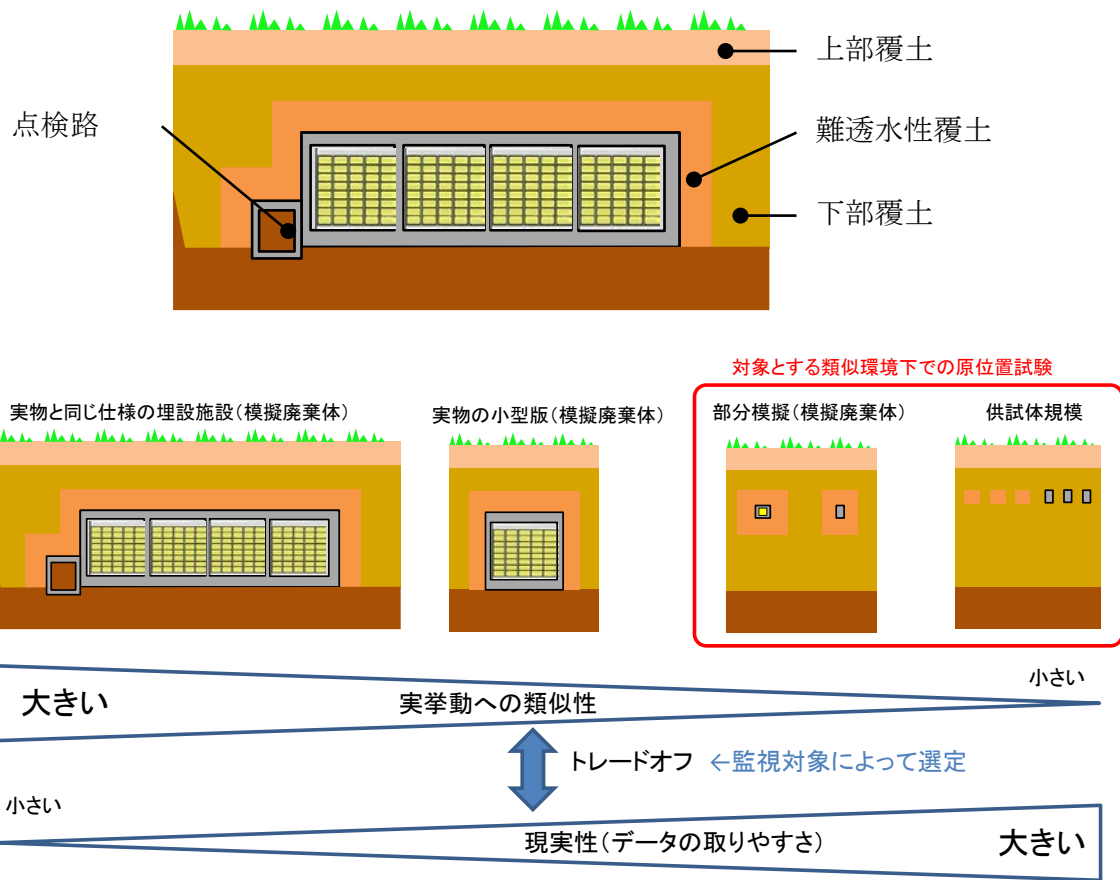 上部覆土
点検路
難透水性覆土
下部覆土
対象とする類似環境下での原位置試験
実物と同じ仕様の埋設施設(模擬廃棄体)
実物の小型版(模擬廃棄体)
部分模擬(模擬廃棄体)
供試体規模
大きい
実挙動への類似性
小さい
トレードオフ ←監視対象によって選定
小さい
現実性(データの取りやすさ)
大きい